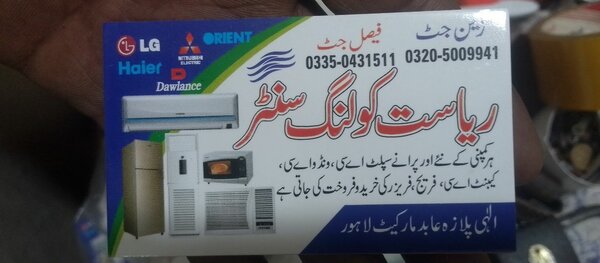 LG
MITSUBISHI ELECTRIC
ORIENT
Haier
Dawlance
زین جٹ
فیصل جٹ
0320-5009941
0335-0431511
ریاست کولنگ سنٹر
ہر کمپنی کے نئے اور پرانے سپلٹ اے سی، ونڈو اے سی،
کیبنٹ اے سی، فریج، فریزر کی خرید و فروخت کی جاتی ہے
الٰہی پلازہ عابد مارکیٹ لاہور